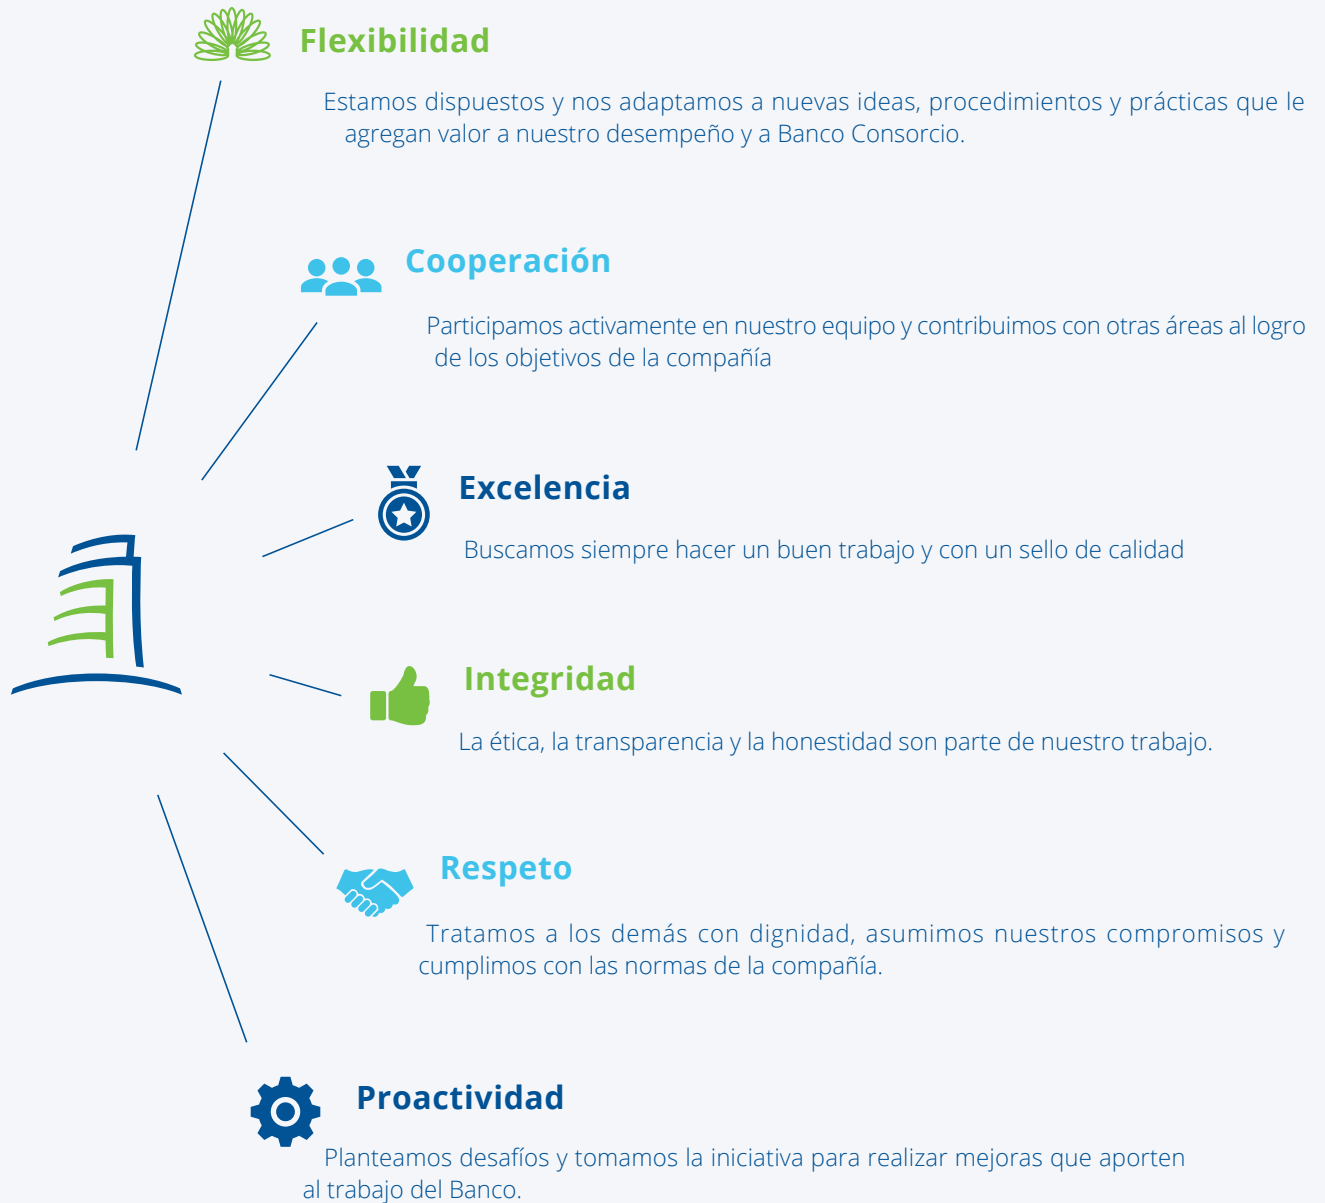 Flexibilidad
Estamos dispuestos y nos adaptamos a nuevas ideas, procedimientos y prácticas que le
agregan valor a nuestro desempeño y a Banco Consorcio.
Cooperación
Participamos activamente en nuestro equipo y contribuimos con otras áreas al logro
de los objetivos de la compañía
Excelencia
Buscamos siempre hacer un buen trabajo y con un sello de calidad
Integridad
La ética, la transparencia y la honestidad son parte de nuestro trabajo.
Respeto
Tratamos a los demás con dignidad, asumimos nuestros compromisos y
cumplimos con las normas de la compañía.
Proactividad
Planteamos desafíos y tomamos la iniciativa para realizar mejoras que aporten
al trabajo del Banco.